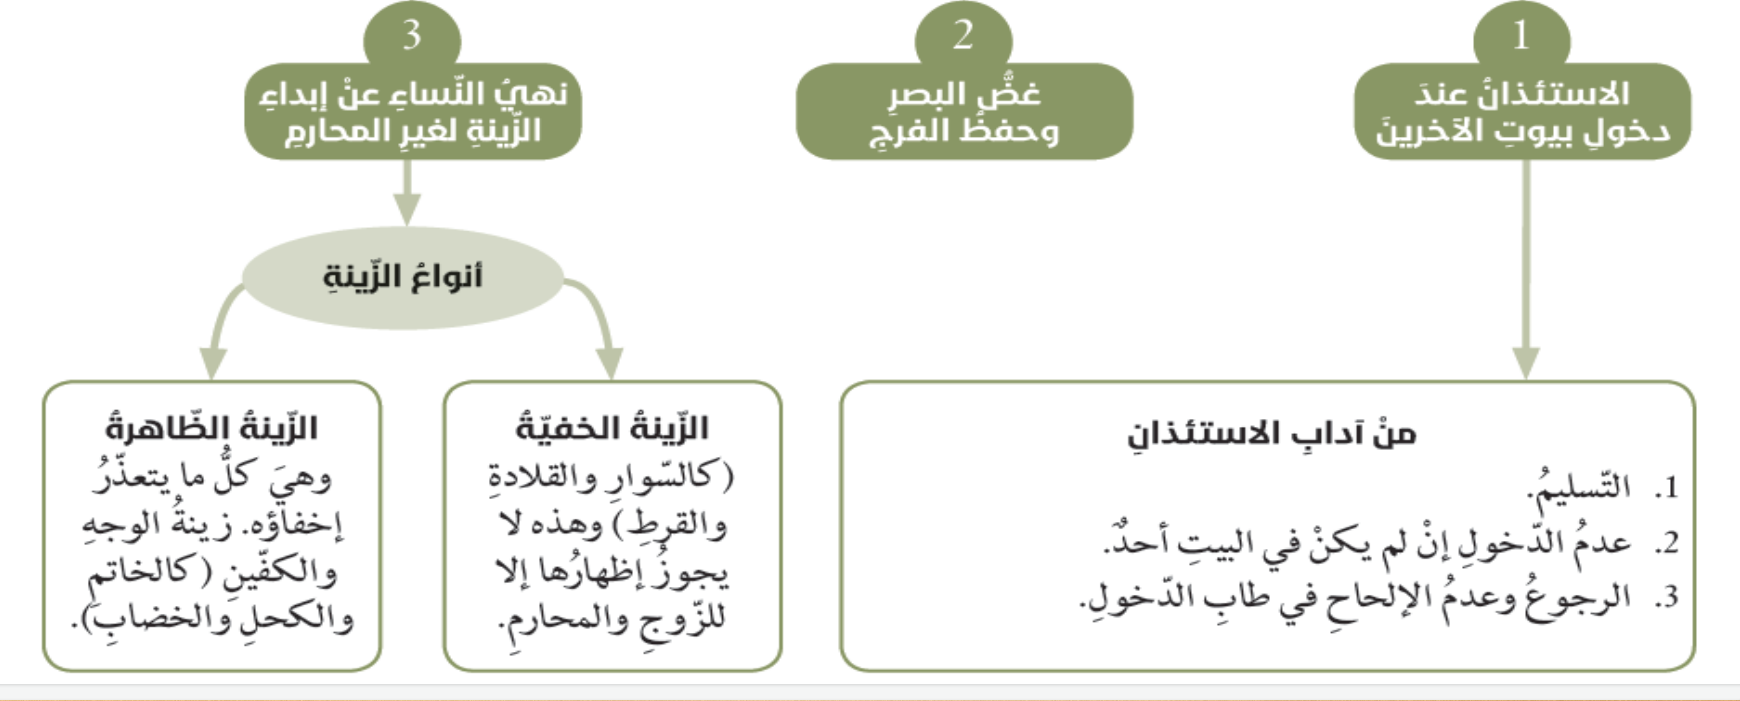 1
الاستئذانُ عندَ
دخولِ بيوتِ الآخرينَ
2
غضُّ البصرِ
وحفظُ الفرجِ
3
نهيُ النّساءِ عنْ إبداءِ
الزّينةِ لغيرِ المحارمِ
أنواعُ الزّينةِ
منْ آدابِ الاستئذانِ
1. التّسليمُ.
2. عدمُ الدّخولِ إنْ لم يكنْ في البيتِ أحدٌ.
3. الرجوعُ وعدمُ الإلحاحِ في طابِ الدّخولِ.
الزّينةُ الخفيّةُ
(كالسّوارِ والقلادةِ
والقرطِ) وهذه لا
يجوزُ إظهارُها إلا
للزّوجِ والمحارمِ.
الزّينةُ الظّاهرةُ
وهيَ كلُّ ما يتعذّرُ
إخفاؤه. زينةُ الوجهِ
والكفّينِ (كالخاتمِ
والكحلِ والخضابِ).